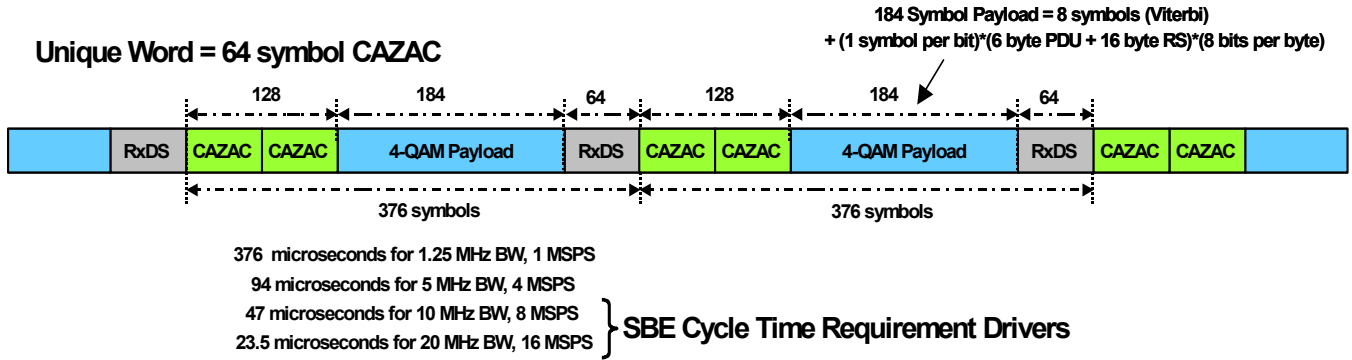 184 Symbol Payload = 8 symbols (Viterbi)
+ (1 symbol per bit)*(6 byte PDU + 16 byte RS)*(8 bits per byte)
Unique Word = 64 symbol CAZAC
128 184 64 128 184 64
RxDS CAZAC CAZAC 4-QAM Payload RxDS CAZAC CAZAC 4-QAM Payload RxDS CAZAC CAZAC
376 symbols 376 symbols
376 microseconds for 1.25 MHz BW, 1 MSPS
94 microseconds for 5 MHz BW, 4 MSPS
47 microseconds for 10 MHz BW, 8 MSPS
23.5 microseconds for 20 MHz BW, 16 MSPS
SBE Cycle Time Requirement Drivers